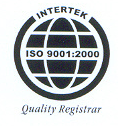 INTERTEK
ISO 9001:2000
Quality Registrar